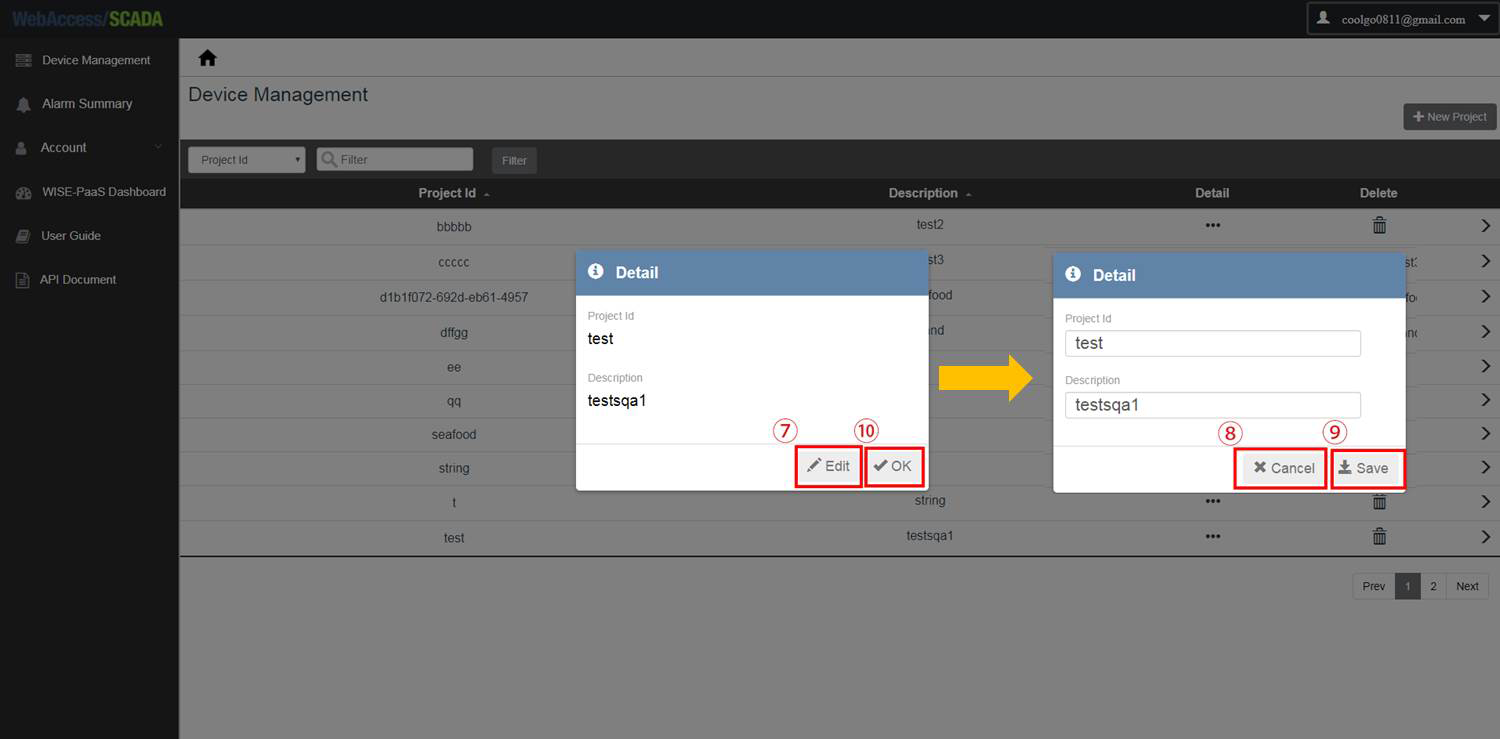 WebAccess/SCADA
coolgo0811@gmail.com
Device Management
Alarm Summary
Account
WISE-PaaS Dashboard
User Guide
API Document
Device Management
New Project
Project Id Filter Filter
Project Id Description Detail Delete
bbbbb test2 •••
ccccc st3
d1b1f072-692d-eb61-4957 food
dffgg and
ee
qq
seafood
string
t string •••
test testsqa1 •••
Detail
Project Id
test
Description
testsqa1
⑦ ⑩
Edit OK
Detail
Project Id
test
Description
testsqa1
⑧ ⑨
Cancel Save
Prev 1 2 Next